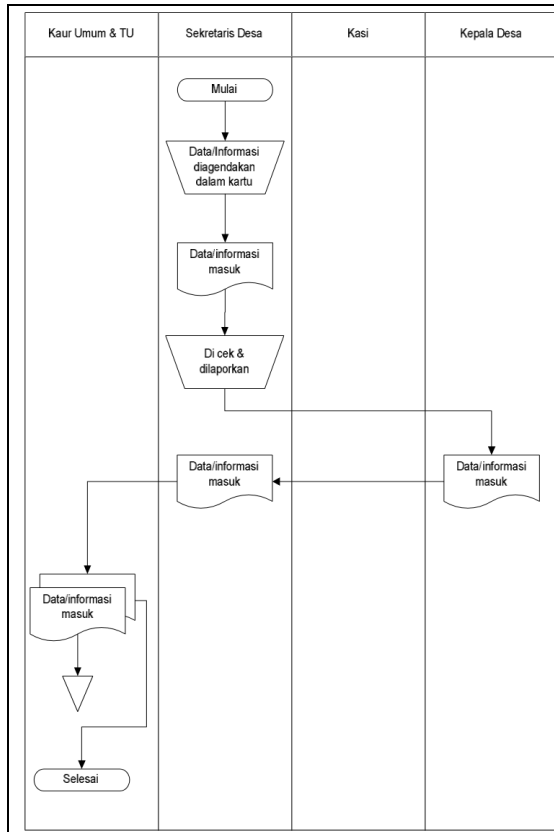 Kaur Umum & TU
Sekretaris Desa
Kasi
Kepala Desa
Mulai
Data/Informasi
diagendakan
dalam kartu
Data/informasi
masuk
Di cek &
dilaporkan
Data/informasi
masuk
Data/informasi
masuk
Data/informasi
masuk
Selesai